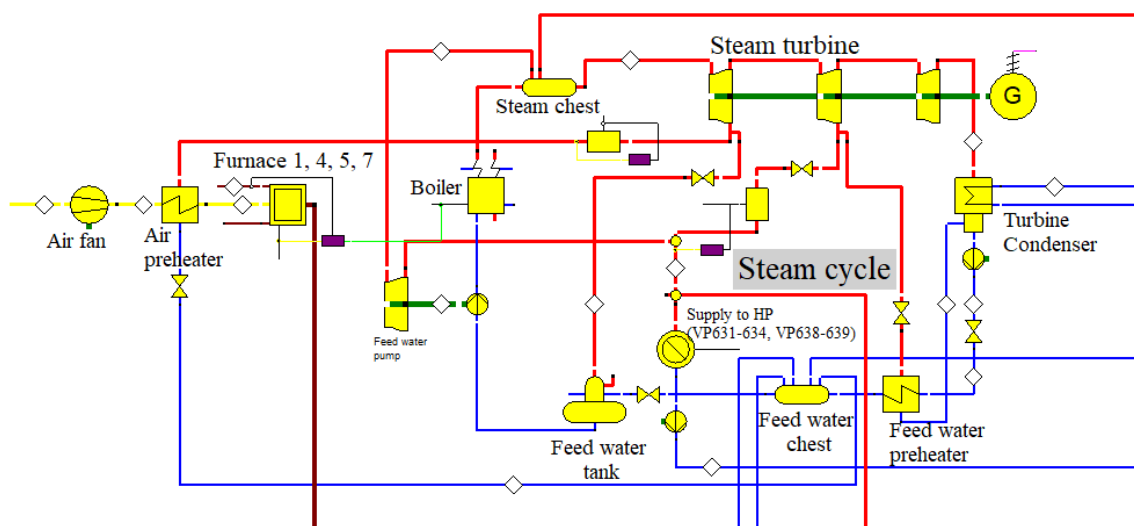 Steam turbine
Steam chest
G
Furnace 1, 4, 5, 7
Boiler
Air fan
Air
preheater
Turbine
Condenser
Steam cycle
Supply to HP
(VP631-634, VP638-639)
Feed water
pump
Feed water
tank
Feed water
chest
Feed water
preheater